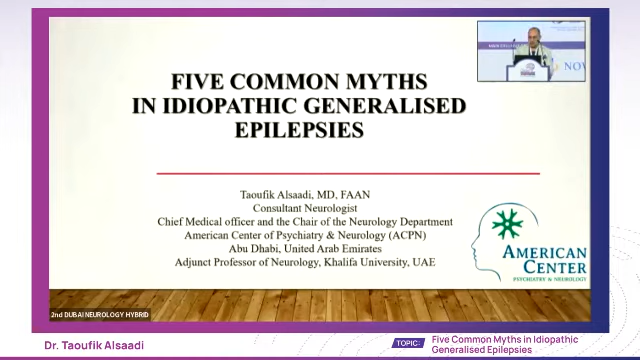 FIVE COMMON MYTHS
IN IDIOPATHIC GENERALISED
EPILEPSIES
Taoufik Alsaadi, MD, FAAN
Consultant Neurologist
Chief Medical officer and the Chair of the Neurology Department
American Center of Psychiatry & Neurology (ACPN)
Abu Dhabi, United Arab Emirates
Adjunct Professor of Neurology, Khalifa University, UAE
AMERICAN
CENTER
PSYCHIATRY & NEUROLOGY
NOV
2nd DUBAI NEUROLOGY HYBRID
Dr. Taoufik Alsaadi
TOPIC:
Five Common Myths in Idiopathic
Generalised Epilepsies